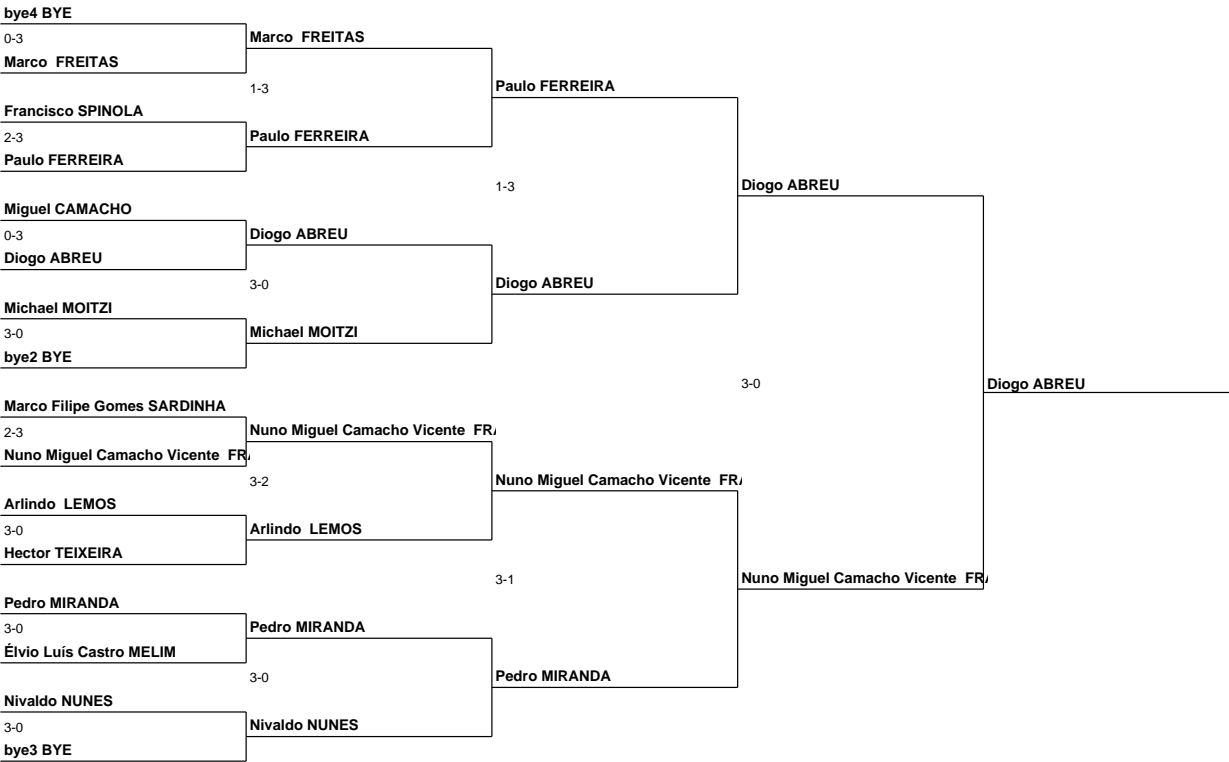 bye4 BYE
0-3
Marco FREITAS
Francisco SPINOLA
2-3
Paulo FERREIRA
Miguel CAMACHO
0-3
Diogo ABREU
Michael MOITZI
3-0
bye2 BYE
Marco Filipe Gomes SARDINHA
2-3
Nuno Miguel Camacho Vicente FRA
Arlindo LEMOS
3-0
Hector TEIXEIRA
Pedro MIRANDA
3-0
Élvio Luís Castro MELIM
Nivaldo NUNES
3-0
bye3 BYE
Marco FREITAS
1-3
Paulo FERREIRA
Diogo ABREU
3-0
Michael MOITZI
Nuno Miguel Camacho Vicente FRA
3-2
Arlindo LEMOS
Pedro MIRANDA
3-0
Nivaldo NUNES
Paulo FERREIRA
1-3
Diogo ABREU
Nuno Miguel Camacho Vicente FRA
3-1
Pedro MIRANDA
Diogo ABREU
3-0
Nuno Miguel Camacho Vicente FRA
Diogo ABREU